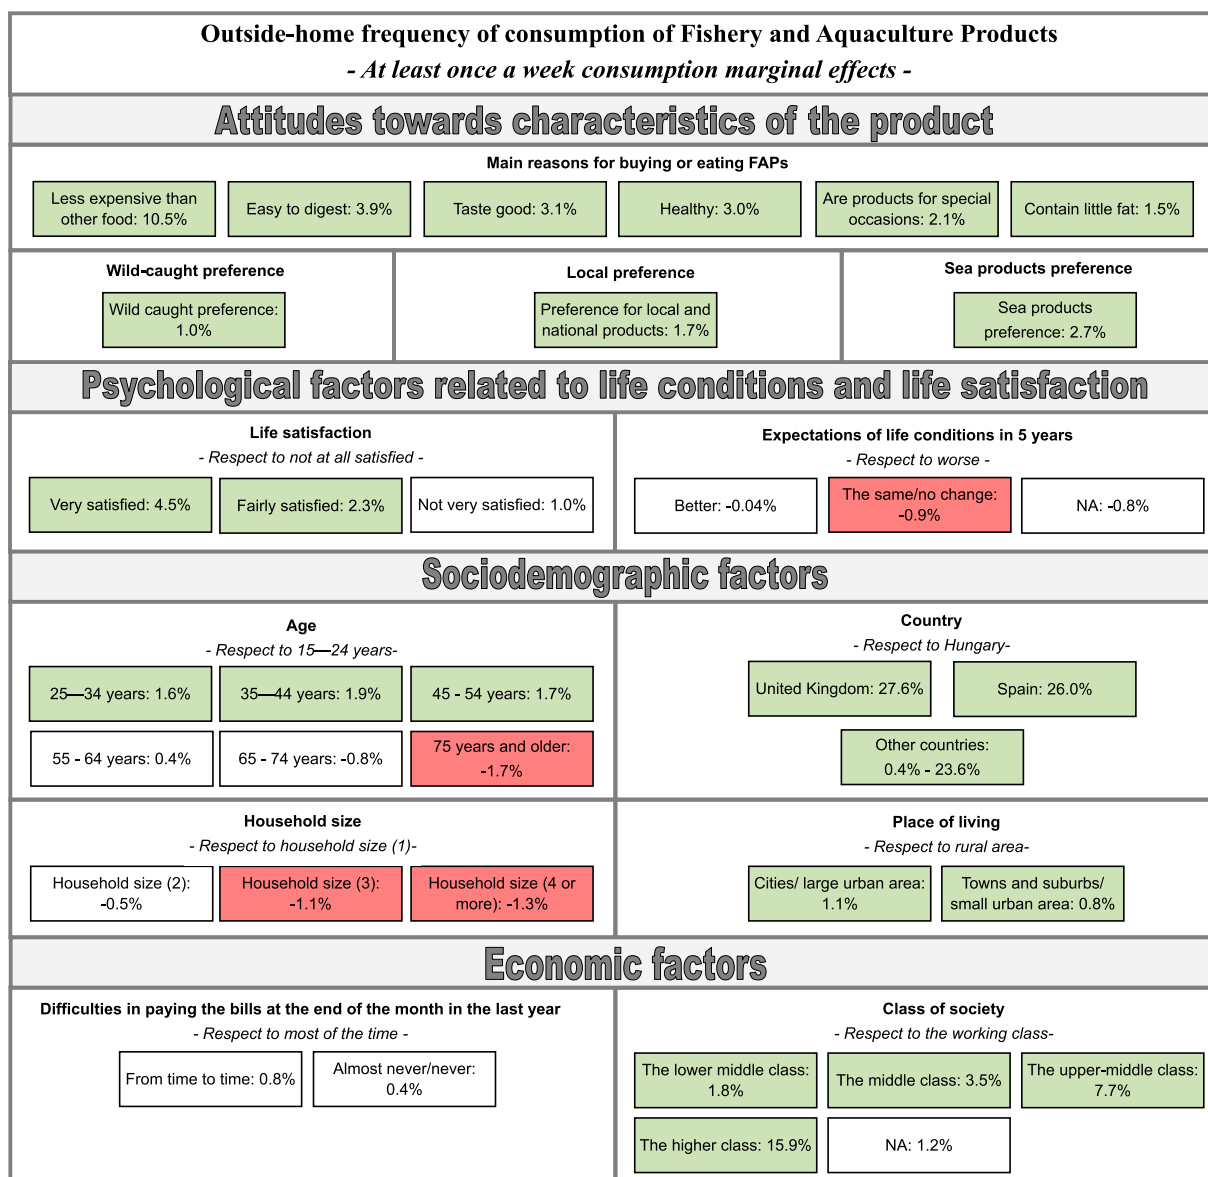 Outside-home frequency of consumption of Fishery and Aquaculture Products
- At least once a week consumption marginal effects -
Attitudes towards characteristics of the product
Main reasons for buying or eating FAPs
Less expensive than
other food: 10.5%
Easy to digest: 3.9%
Taste good: 3.1%
Healthy: 3.0%
Are products for special
occasions: 2.1%
Contain little fat: 1.5%
Wild-caught preference
Wild caught preference:
1.0%
Local preference
Preference for local and
national products: 1.7%
Sea products preference
Sea products
preference: 2.7%
Psychological factors related to life conditions and life satisfaction
Life satisfaction
- Respect to not at all satisfied -
Very satisfied: 4.5%
Fairly satisfied: 2.3%
Not very satisfied: 1.0%
Expectations of life conditions in 5 years
- Respect to worse -
Better: -0.04%
The same/no change:
-0.9%
NA: -0.8%
Sociodemographic factors
Age
- Respect to 15—24 years-
25—34 years: 1.6%
35—44 years: 1.9%
45 - 54 years: 1.7%
55 - 64 years: 0.4%
65 - 74 years: -0.8%
75 years and older:
-1.7%
Country
- Respect to Hungary-
United Kingdom: 27.6%
Spain: 26.0%
Other countries:
0.4% - 23.6%
Household size
- Respect to household size (1)-
Household size (2):
-0.5%
Household size (3):
-1.1%
Household size (4 or
more): -1.3%
Place of living
- Respect to rural area-
Cities/ large urban area:
1.1%
Towns and suburbs/
small urban area: 0.8%
Economic factors
Difficulties in paying the bills at the end of the month in the last year
- Respect to most of the time -
From time to time: 0.8%
Almost never/never:
0.4%
Class of society
- Respect to the working class-
The lower middle class:
1.8%
The middle class: 3.5%
The upper-middle class:
7.7%
The higher class: 15.9%
NA: 1.2%